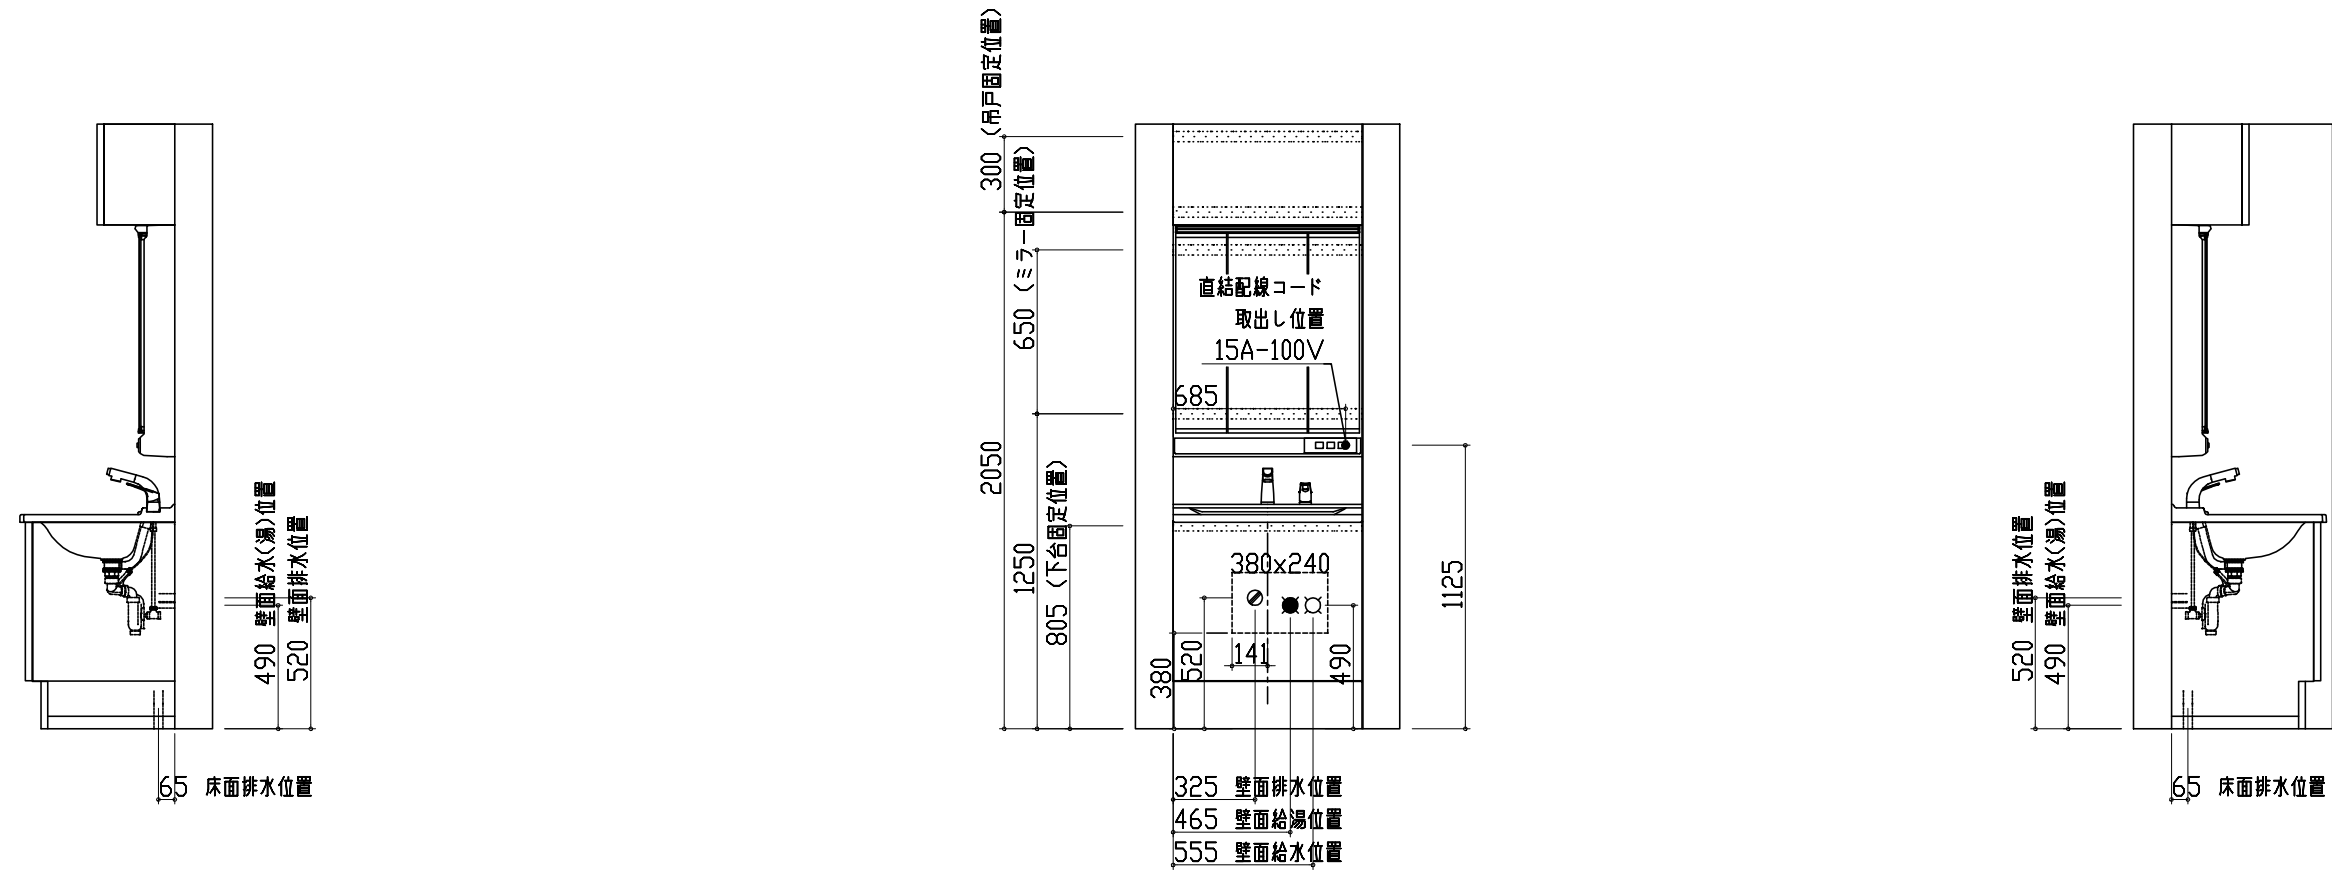 490 壁面給水(湯)位置
520 壁面排水位置
65 床面排水位置
300 (吊戸固定位置)
2050
650 (ミラー固定位置)
1250
805 (下台固定位置)
直結配線コード
取出し位置
15A-100V
685
380x240
141
380
520
490
1125
325 壁面排水位置
465 壁面給湯位置
555 壁面給水位置
520 壁面排水位置
490 壁面給水(湯)位置
65 床面排水位置